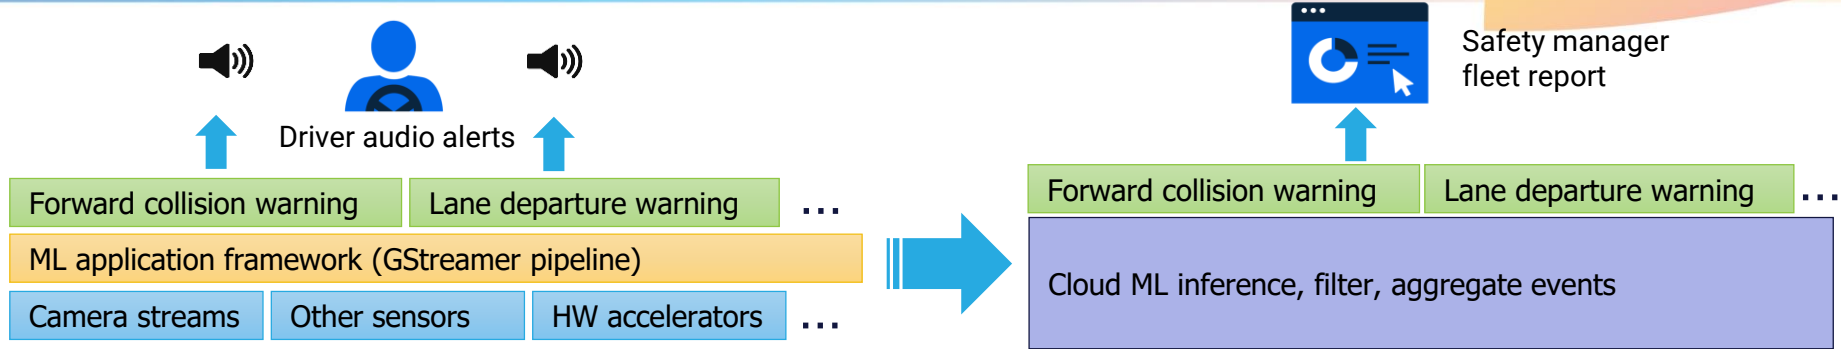 Driver audio alerts
Forward collision warning
Lane departure warning
...
ML application framework (GStreamer pipeline)
Camera streams
Other sensors
HW accelerators
...
Safety manager
fleet report
Forward collision warning
Lane departure warning
...
Cloud ML inference, filter, aggregate events